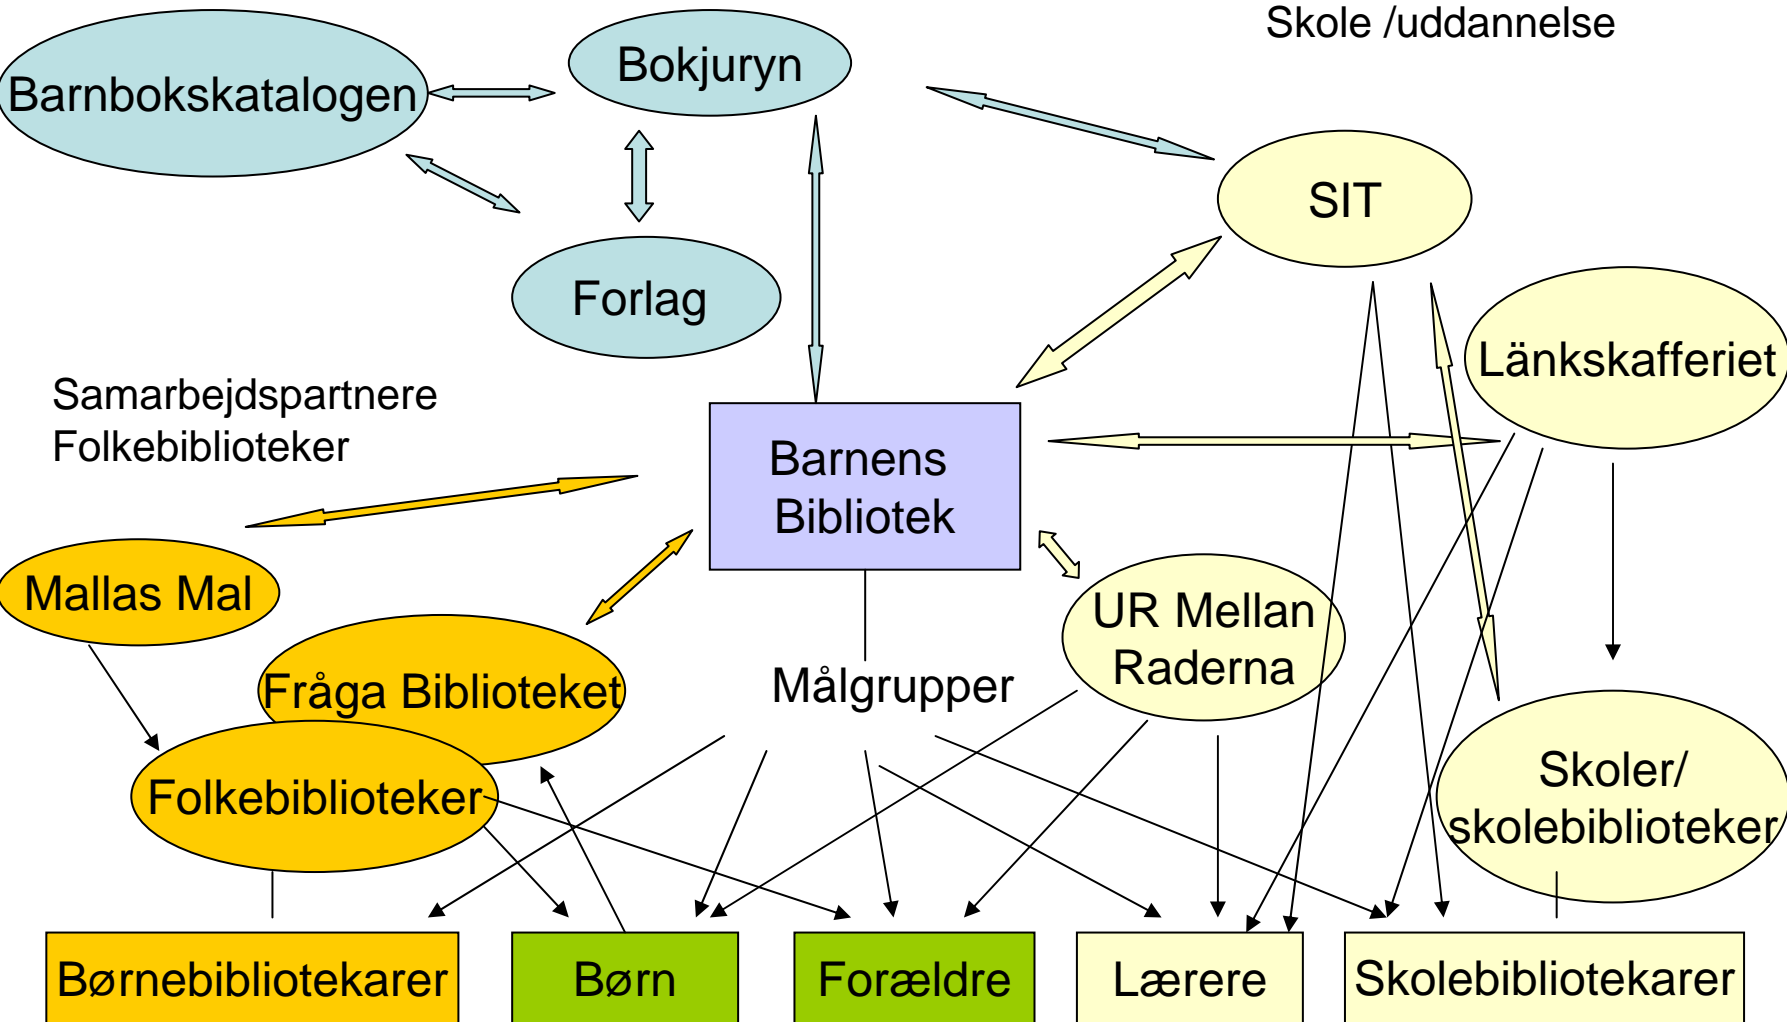 Skole /uddannelse
Bokjuryn
Barnbokskatalogen
SIT
Forlag
Länkskafferiet
Samarbejdspartnere
Folkebiblioteker
Barnens
Bibliotek
Mallas Mal
UR Mellan
Raderna
Fråga Biblioteket
Målgrupper
Folkebiblioteker
Skoler/
skolebiblioteker
Børnebibliotekarer
Børn
Forældre
Lærere
Skolebibliotekarer